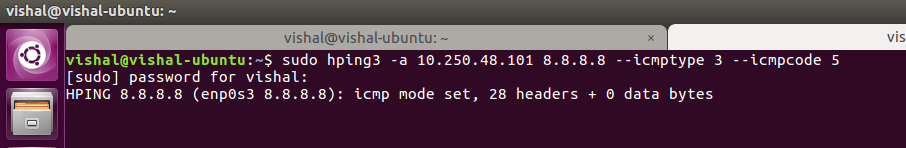 vishal@vishal-ubuntu: ~
vishal@vishal-ubuntu: ~ × vis
vishal@vishal-ubuntu:~$ sudo hping3 -a 10.250.48.101 8.8.8.8 --icmptype 3 --icmpcode 5
[sudo] password for vishal:
HPING 8.8.8.8 (enp0s3 8.8.8.8): icmp mode set, 28 headers + 0 data bytes